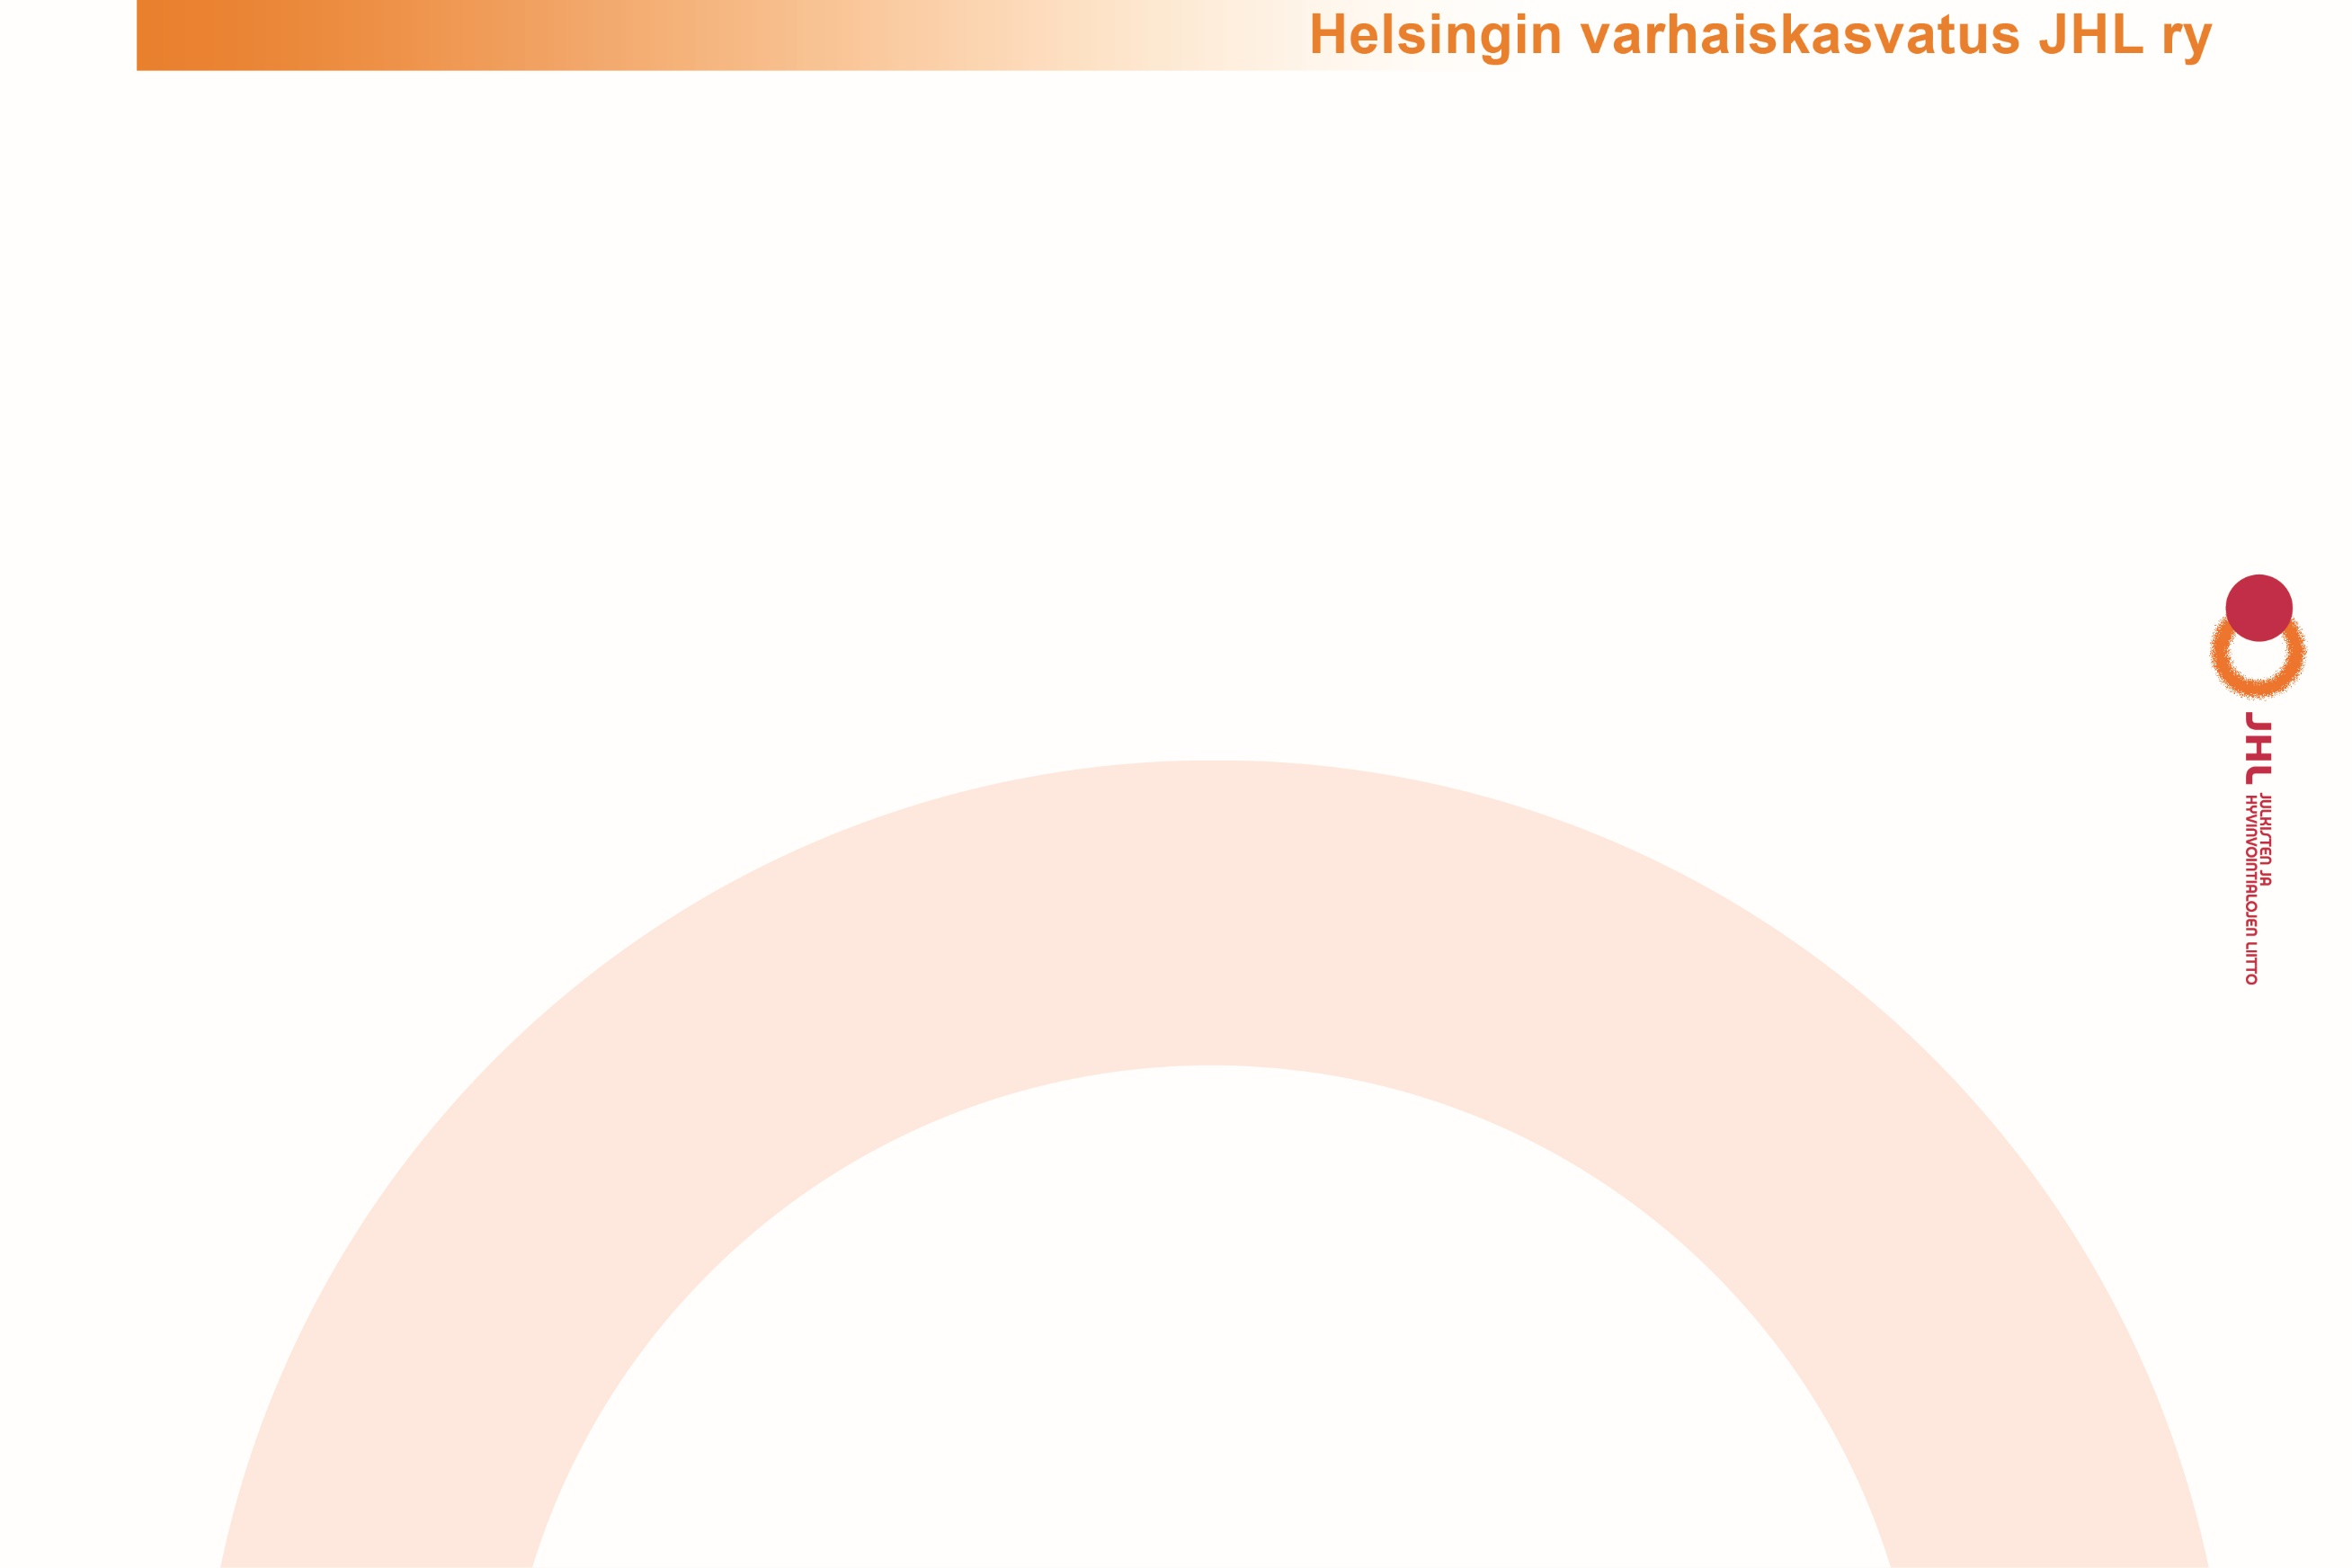 Helsingin varhaiskasvatus JHL ry
JHL
JULKISTEN JA
HYVINVOINTIALOJEN LIITTO